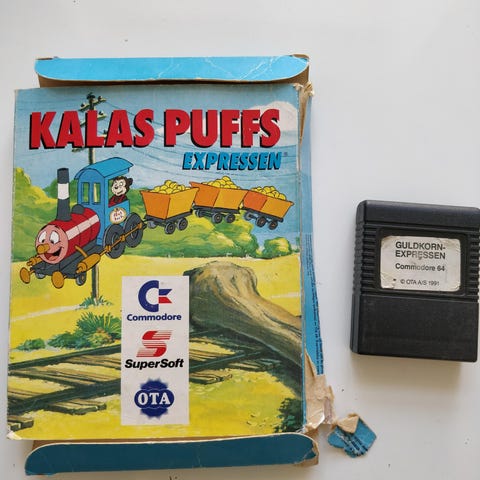 KALAS PUFFS
EXPRESSEN
Commodore
SuperSoft
OTA
GULDKORN-
EXPRESSEN
Commodore 64
© OTA A/S 1991